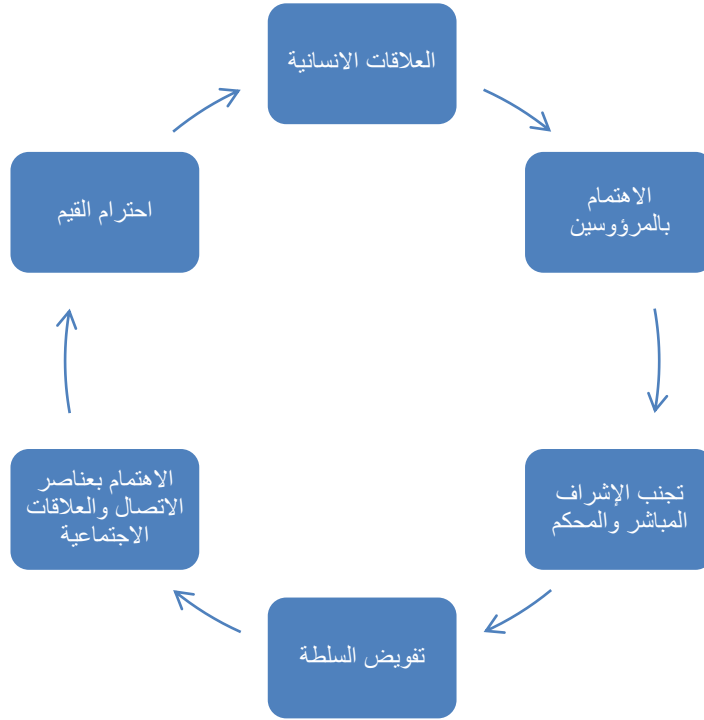 العلاقات الانسانية
الاهتمام
بالمرؤوسين
تجنب الإشراف
المباشر والمحكم
تفويض السلطة
الاهتمام بعناصر
الاتصال والعلاقات
الاجتماعية
احترام القيم